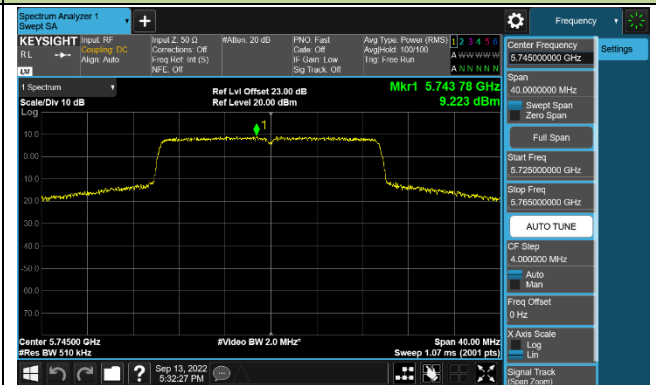 Spectrum Analyzer 1
Swept SA
Frequency
KEYSIGHT
RL
LXI
Input: RF
Coupling: DC
Align: Auto
Input Z: 50 Ω
Corrections: Off
Freq Ref: Int (S)
NFE: Off
#Atten: 20 dB
PNO: Fast
Gate: Off
IF Gain: Low
Sig Track: Off
Avg Type: Power (RMS)
Avg|Hold: 100/100
Trig: Free Run
1 2 3 4 5 6
A W W W W W
A N N N N N
1 Spectrum
Scale/Div 10 dB
Log
Ref Lvl Offset 23.00 dB
Ref Level 20.00 dBm
Mkr1 5.743 78 GHz
9.223 dBm
1
10.0
0.00
10.0
20.0
30.0
40.0
-50.0
60.0
70.0
Center 5.74500 GHz
#Res BW 510 kHz
#Video BW 2.0 MHz*
Span 40.00 MHz
Sweep 1.07 ms (2001 pts)
Center Frequency
5.745000000 GHz
Settings
Span
40.0000000 MHz
Swept Span
Zero Span
Full Span
Start Freq
5.725000000 GHz
Stop Freq
5.765000000 GHz
AUTO TUNE
CF Step
4.000000 MHz
Auto
Man
Freq Offset
0 Hz
X Axis Scale
Log
Lin
Signal Track
(Span Zoom)
Sep 13, 2022
5:32:27 PM